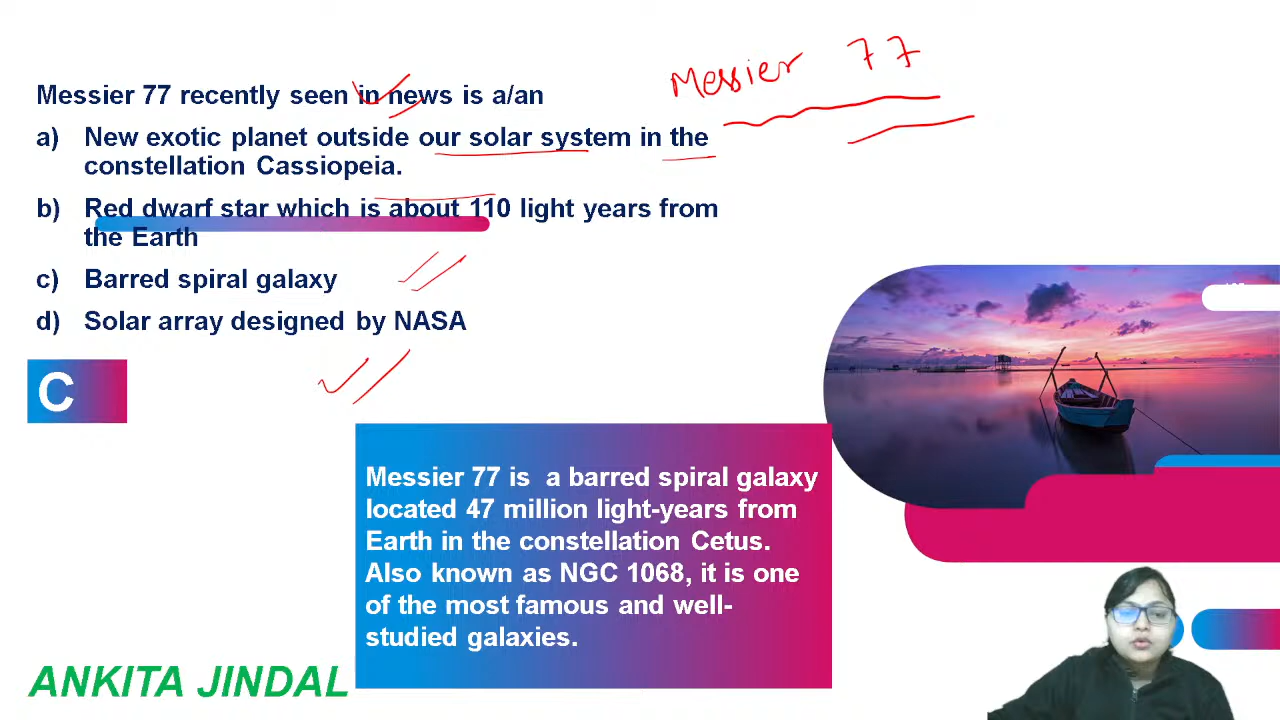 Messier 77
Messier 77 recently seen in news is a/an
a) New exotic planet outside our solar system in the
constellation Cassiopeia.
b) Red dwarf star which is about 110 light years from
the Earth
c) Barred spiral galaxy
d) Solar array designed by NASA
C
Messier 77 is a barred spiral galaxy
located 47 million light-years from
Earth in the constellation Cetus.
Also known as NGC 1068, it is one
of the most famous and well-
studied galaxies.
ANKITA JINDAL